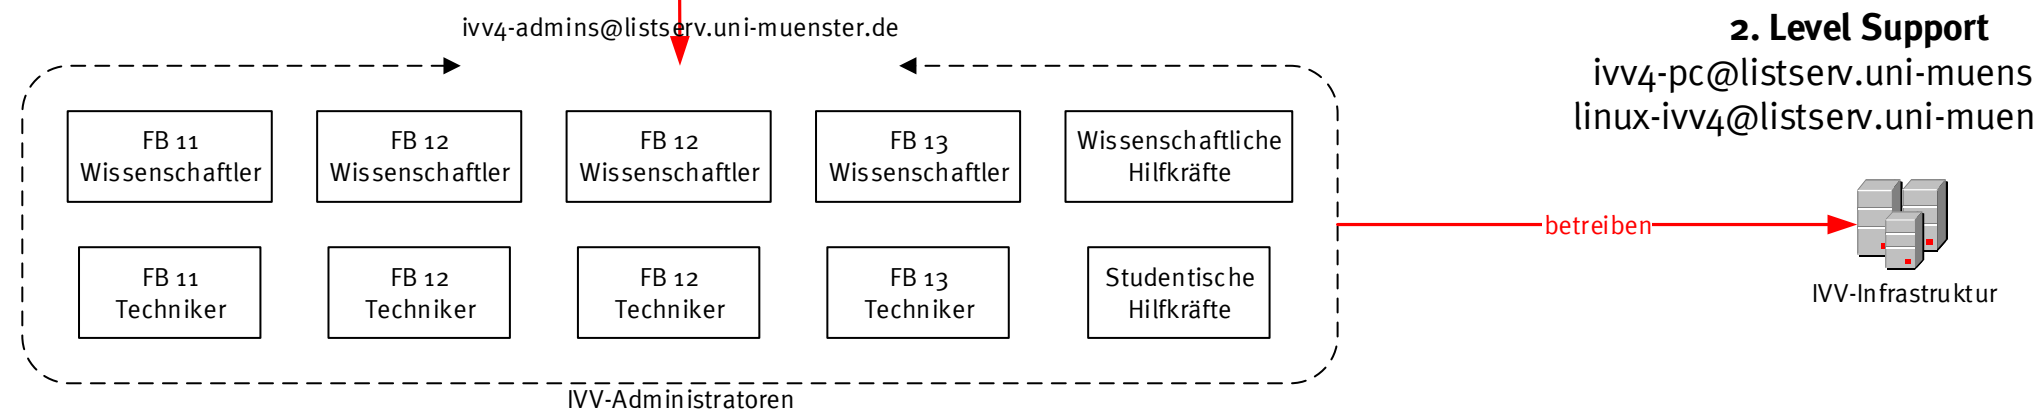 ivv4-admins@listserv.uni-muenster.de
2. Level Support
ivv4-pc@listserv.uni-muens
linux-ivv4@listserv.uni-muen
FB 11
Wissenschaftler
FB 12
Wissenschaftler
FB 12
Wissenschaftler
FB 13
Wissenschaftler
Wissenschaftliche
Hilfkräfte
FB 11
Techniker
FB 12
Techniker
FB 12
Techniker
FB 13
Techniker
Studentische
Hilfkräfte
betreiben
IVV-Infrastruktur
IVV-Administratoren